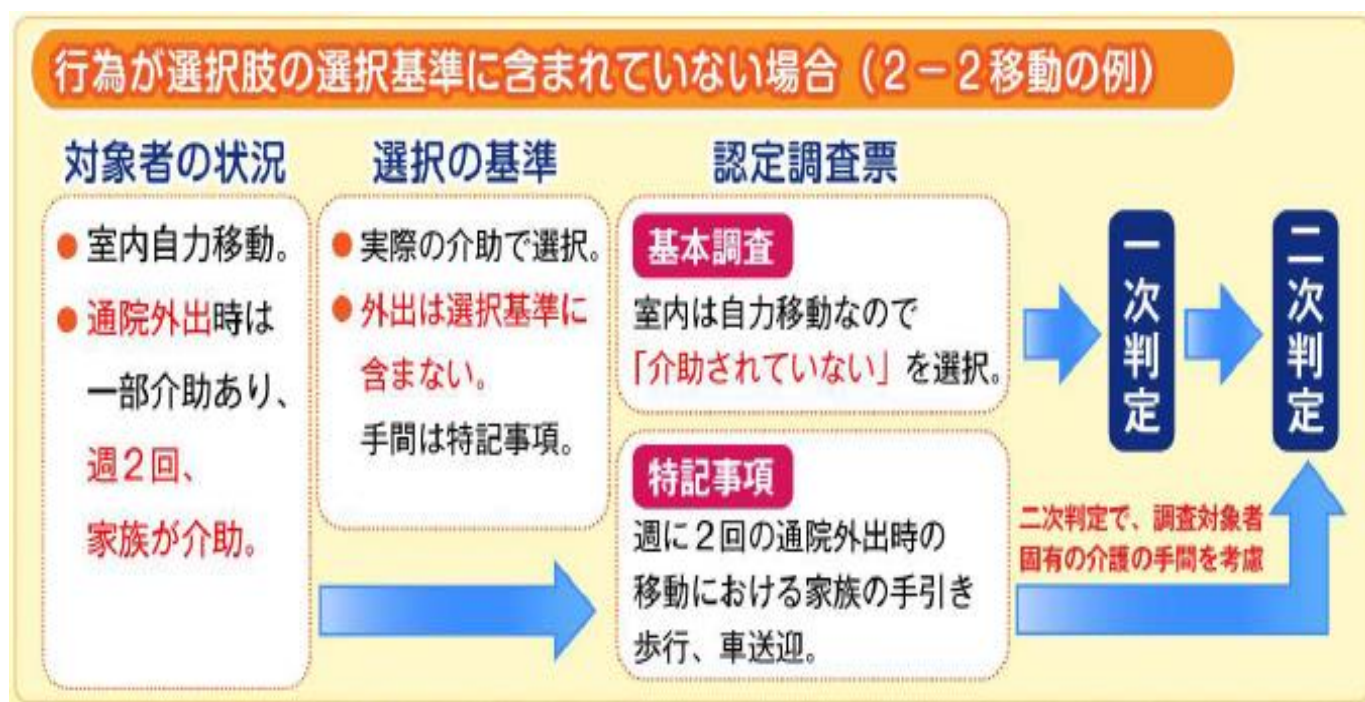 行為が選択肢の選択基準に含まれていない場合（２－２移動の例）
対象者の状況
● 室内自力移動。
● 通院外出時は
一部介助あり、
週２回、
家族が介助。
選択の基準
● 実際の介助で選択。
● 外出は選択基準に
含まない。
手間は特記事項。
認定調査票
基本調査
室内は自力移動なので
「介助されていない」を選択。
特記事項
週に２回の通院外出時の
移動における家族の手引き
歩行、車送迎。
一次判定
二次判定
二次判定で、調査対象者
固有の介護の手間を考慮